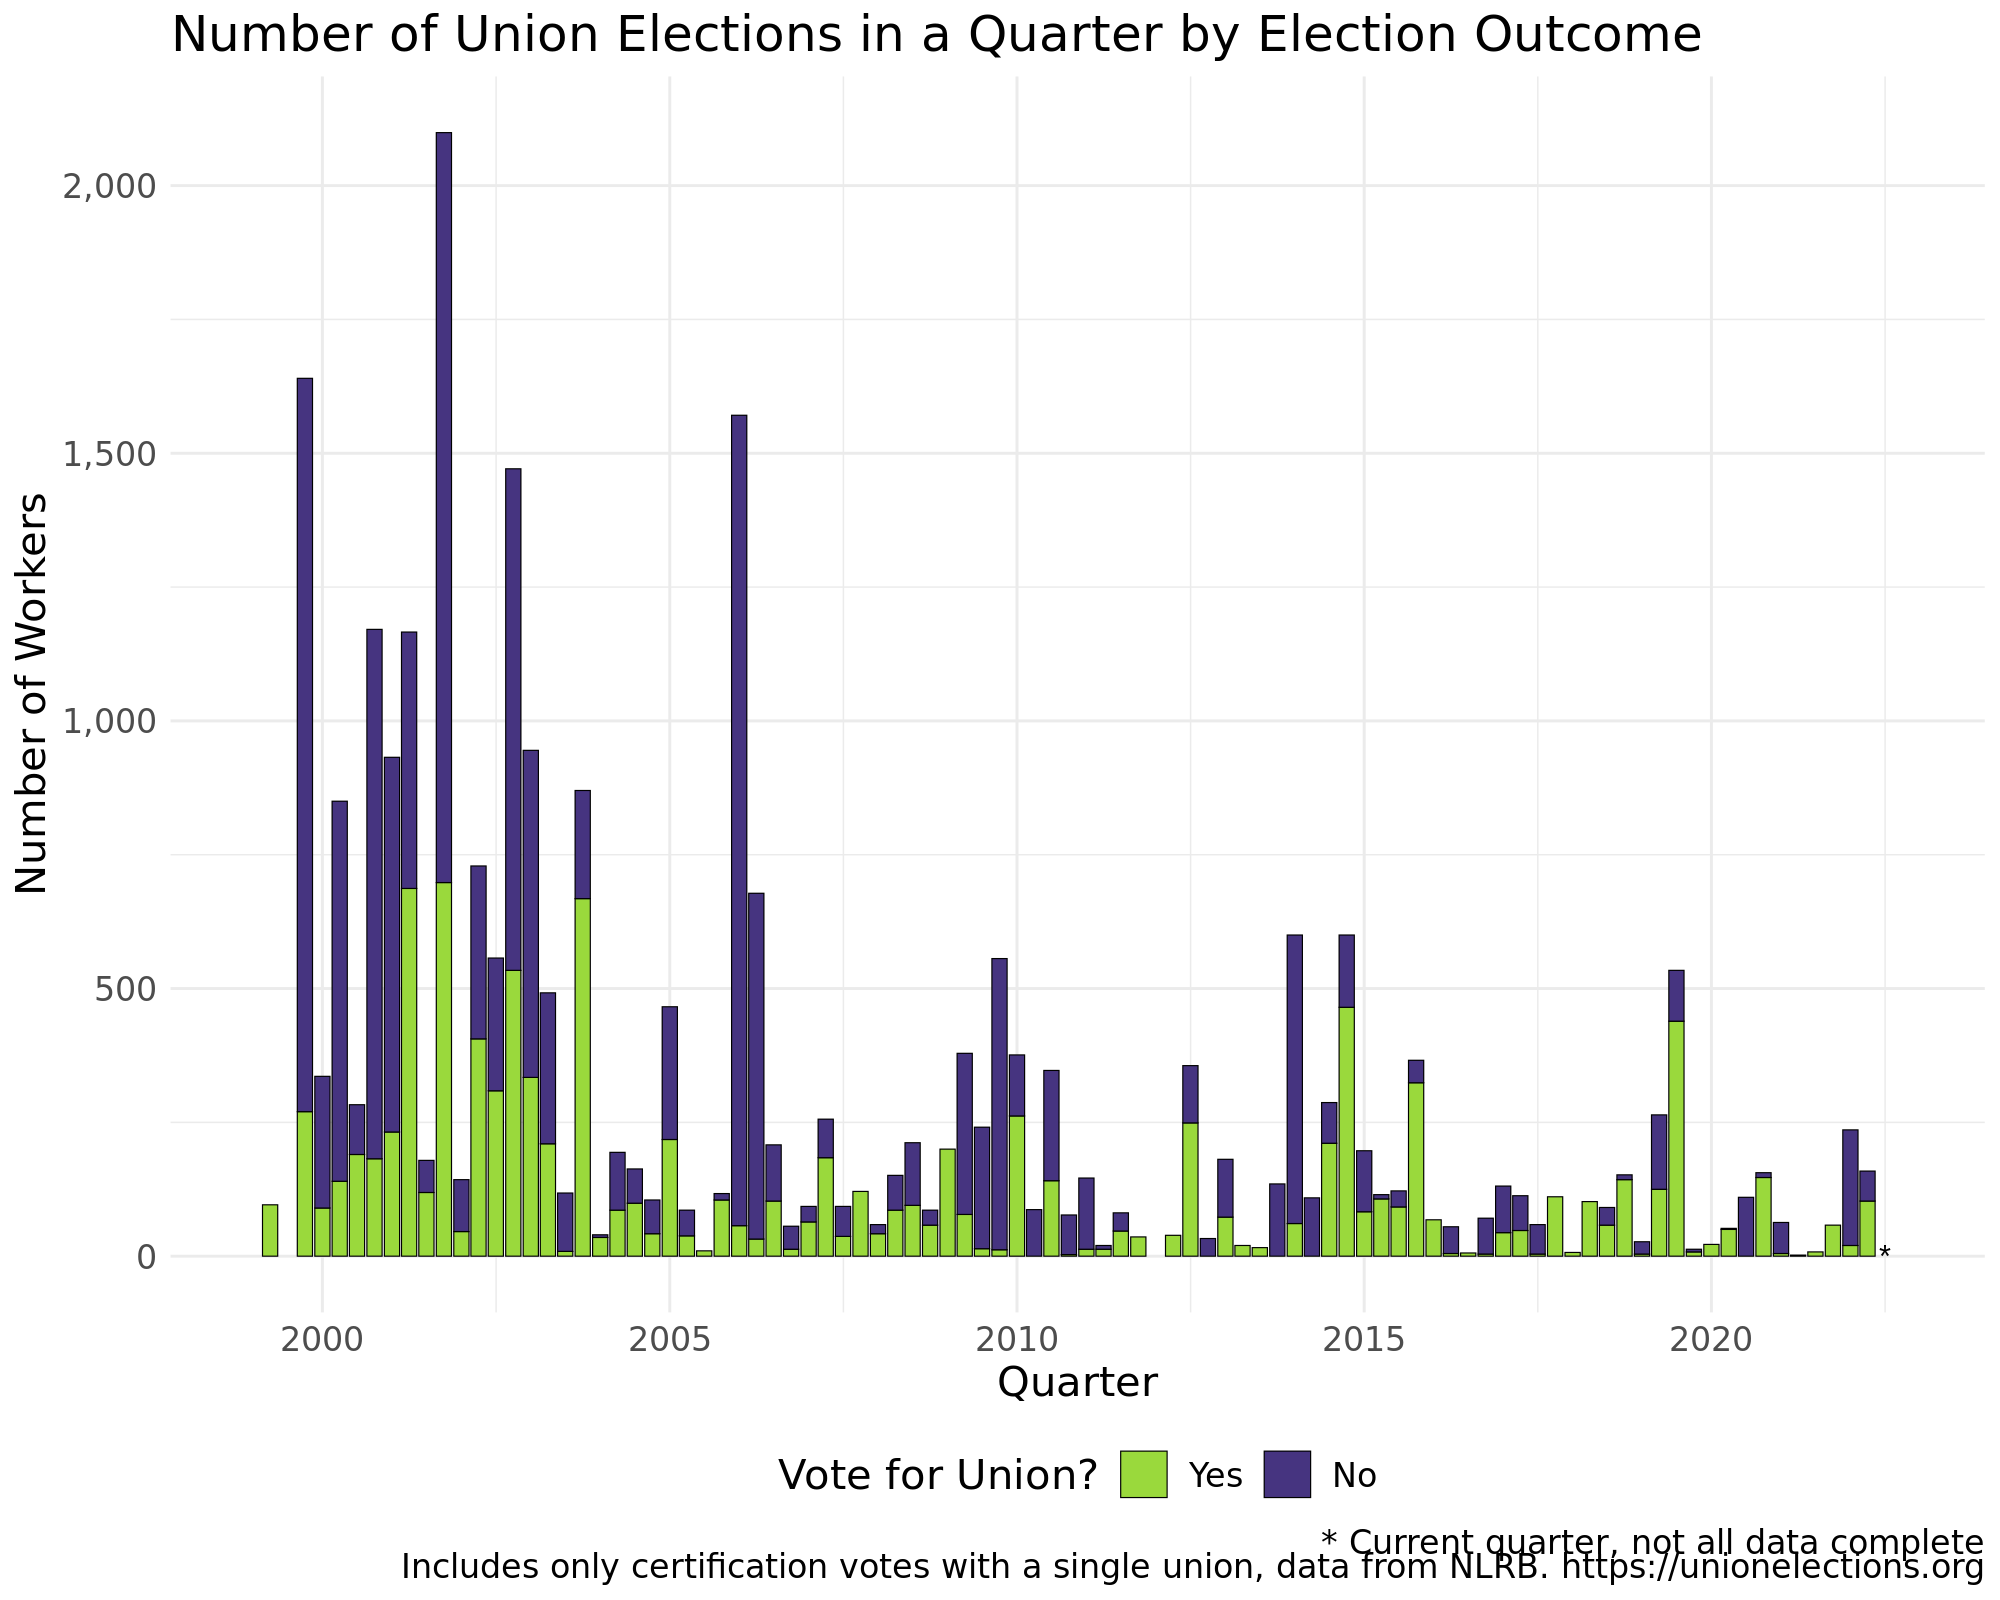 Number of Union Elections in a Quarter by Election Outcome
Number of Workers
2,000
1,500
1,000
500
0
*
2000 2005 2010 2015 2020
Quarter
Vote for Union? Yes No
* Current quarter, not all data complete
Includes only certification votes with a single union, data from NLRB. https://unionelections.org